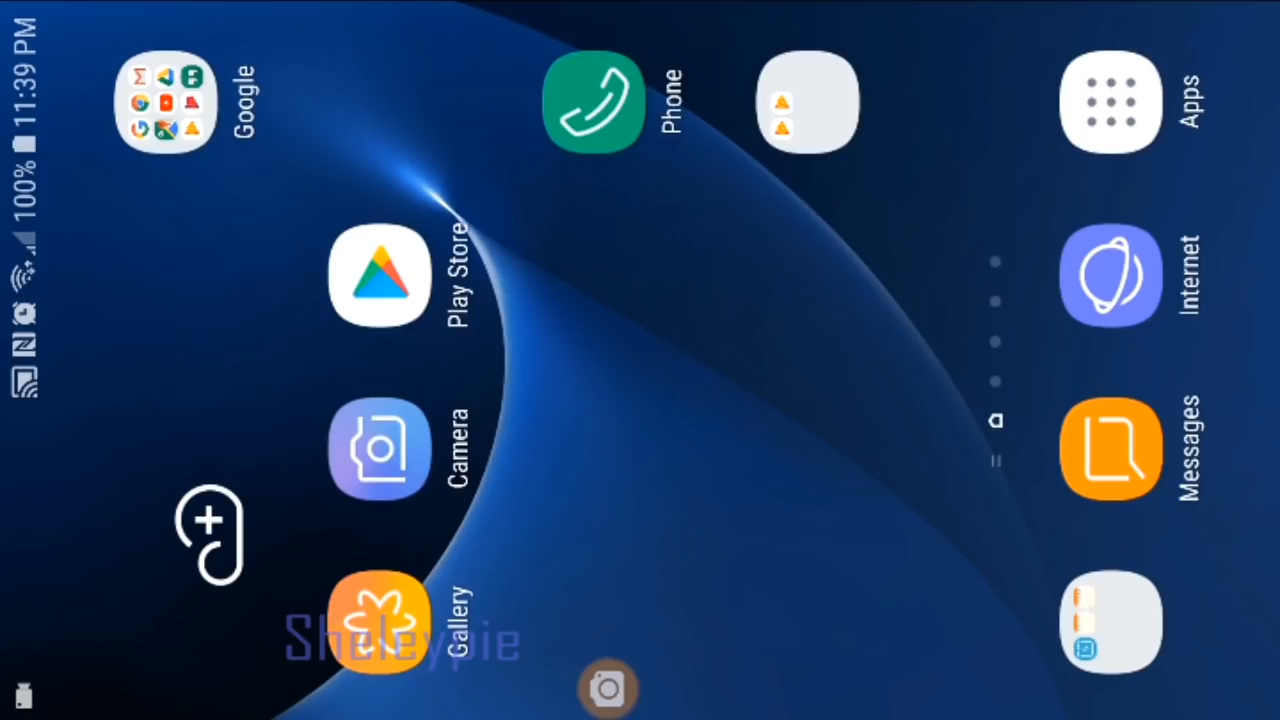 100% 11:39 PM
Google
Play Store
Camera
Gallery
Phone
Apps
Internet
Messages
Sheleypie